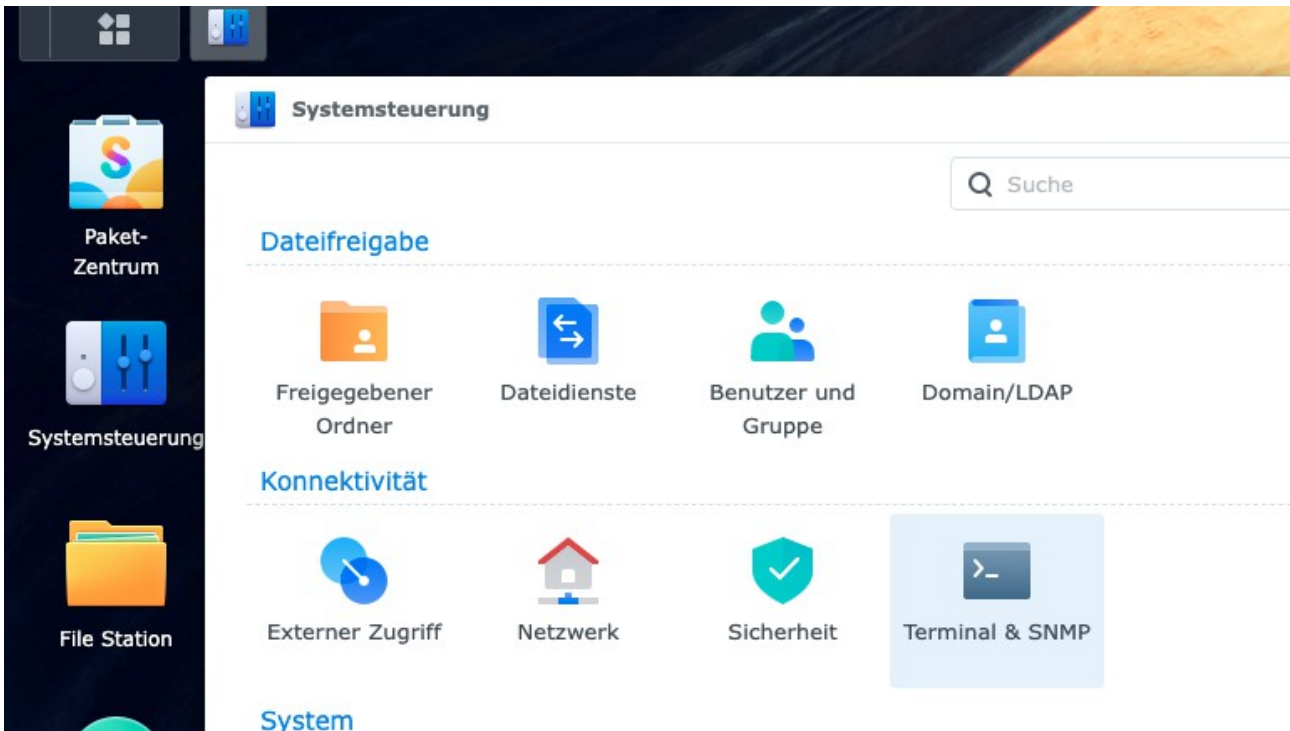 Systemsteuerung
Suche
Paket-
Zentrum
Systemsteuerung
File Station
Dateifreigabe
Freigegebener
Ordner
Dateidienste
Benutzer und
Gruppe
Domain/LDAP
Konnektivität
Externer Zugriff
Netzwerk
Sicherheit
Terminal & SNMP
System